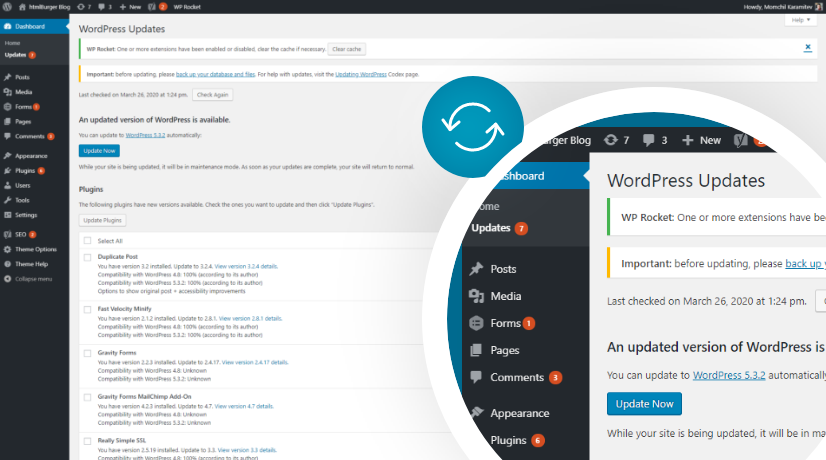 htmlBurger Blog 7 3 New 2 WP Rocket
Howdy, Momchil Karamitev
Help
Dashboard
Home
Updates 7
Posts
Media
Forms 1
Pages
Comments 3
Appearance
Plugins 6
Users
Tools
Settings
SEO 2
Theme Options
Theme Help
Collapse menu
WordPress Updates
WP Rocket: One or more extensions have been enabled or disabled, clear the cache if necessary. Clear cache
Important: before updating, please back up your database and files. For help with updates, visit the Updating WordPress Codex page.
Last checked on March 26, 2020 at 1:24 pm. Check Again
An updated version of WordPress is available.
You can update to WordPress 5.3.2 automatically:
Update Now
While your site is being updated, it will be in maintenance mode. As soon as your updates are complete, your site will return to normal.
Plugins
The following plugins have new versions available. Check the ones you want to update and then click "Update Plugins".
Update Plugins
Select All
Duplicate Post
You have version 3.2 installed. Update to 3.2.4. View version 3.2.4 details.
Compatibility with WordPress 4.8: 100% (according to its author)
Compatibility with WordPress 5.3.2: 100% (according to its author)
Options to show original post + accessibility improvements
Fast Velocity Minify
You have version 2.1.2 installed. Update to 2.8.1. View version 2.8.1 details.
Compatibility with WordPress 4.8: 100% (according to its author)
Compatibility with WordPress 5.3.2: 100% (according to its author)
Gravity Forms
You have version 2.2.3 installed. Update to 2.4.17. View version 2.4.17 details.
Compatibility with WordPress 4.8: Unknown
Compatibility with WordPress 5.3.2: Unknown
Gravity Forms MailChimp Add-On
You have version 4.2.3 installed. Update to 4.7. View version 4.7 details.
Compatibility with WordPress 4.8: Unknown
Compatibility with WordPress 5.3.2: Unknown
Really Simple SSL
You have version 2.5.19 installed. Update to 3.3. View version 3.3 details.
Compatibility with WordPress 4.8: 100% (according to its author)
urger Blog 7 3 New
shboard
ome
Updates 7
Posts
Media
Forms 1
Pages
Comments 3
Appearance
Plugins 6
WordPress Updates
WP Rocket: One or more extensions have bee
Important: before updating, please back up y
Last checked on March 26, 2020 at 1:24 pm. C
An updated version of WordPress is
You can update to WordPress 5.3.2 automatically
Update Now
While your site is being updated, it will be in ma